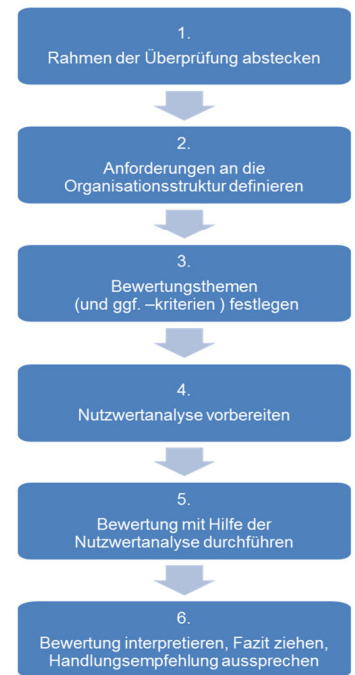 1.
Rahmen der Überprüfung abstecken
2.
Anforderungen an die
Organisationsstruktur definieren
3.
Bewertungsthemen
(und ggf. –kriterien ) festlegen
4.
Nutzwertanalyse vorbereiten
5.
Bewertung mit Hilfe der
Nutzwertanalyse durchführen
6.
Bewertung interpretieren, Fazit ziehen,
Handlungsempfehlung aussprechen